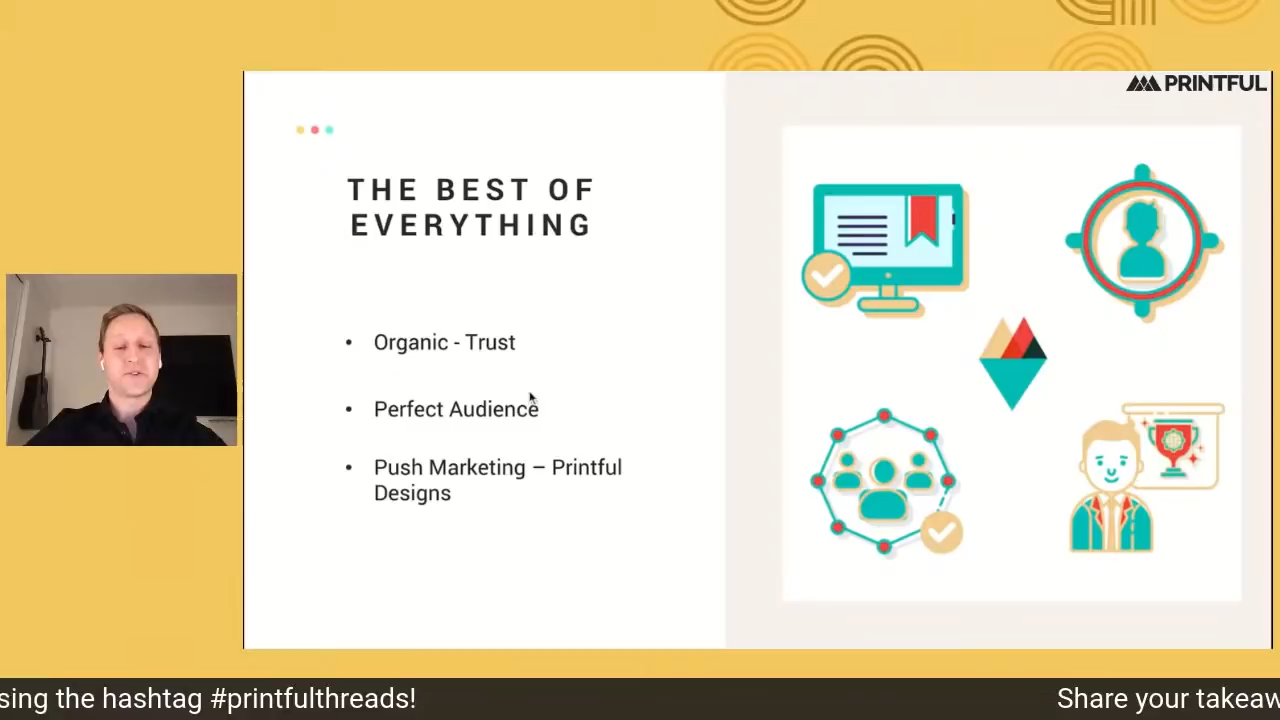 PRINTFUL
THE BEST OF
EVERYTHING
• Organic - Trust
• Perfect Audience
• Push Marketing – Printful
Designs
sing the hashtag #printfulthreads!
Share your takeaw